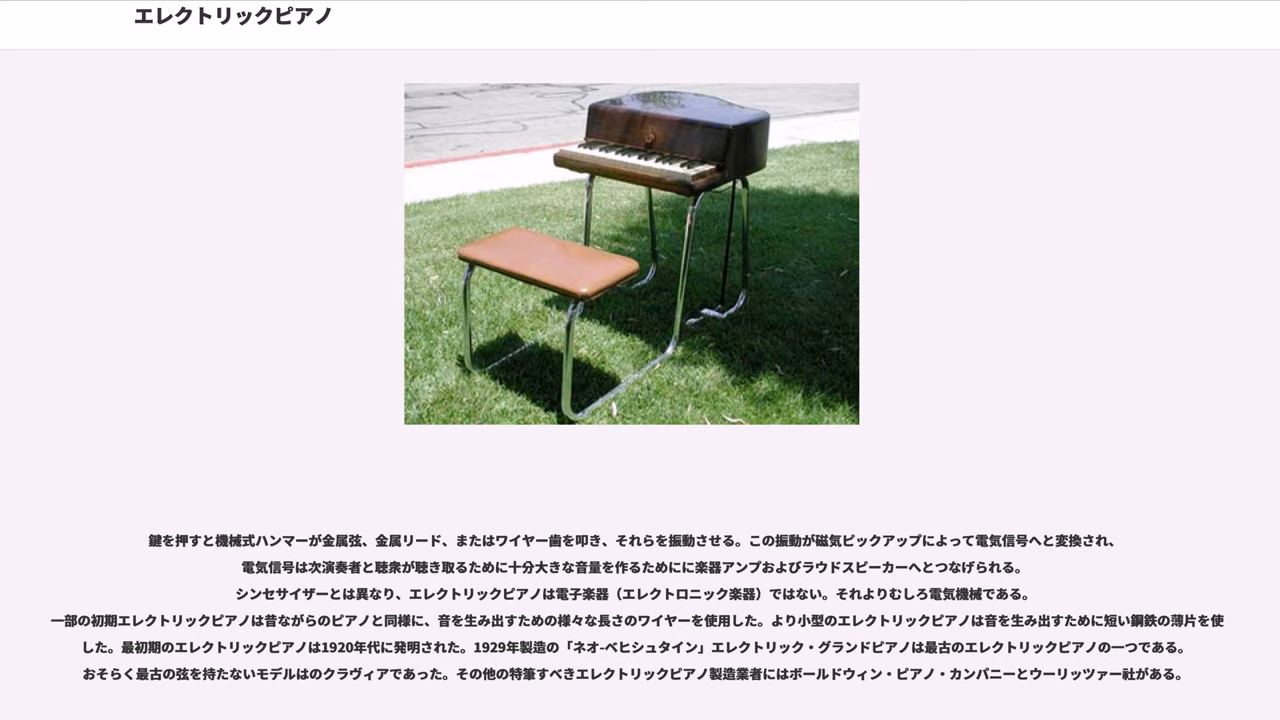 エレクトリックピアノ
鍵を押すと機械式ハンマーが金属弦、金属リード、またはワイヤー歯を叩き、それらを振動させる。この振動が磁気ピックアップによって電気信号へと変換され、
電気信号は次演奏者と聴衆が聴き取るために十分大きな音量を作るためにに楽器アンプおよびラウドスピーカーへとつなげられる。
シンセサイザーとは異なり、エレクトリックピアノは電子楽器（エレクトロニック楽器）ではない。それよりむしろ電気機械である。
一部の初期エレクトリックピアノは昔ながらのピアノと同様に、音を生み出すための様々な長さのワイヤーを使用した。より小型のエレクトリックピアノは音を生み出すために短い鋼鉄の薄片を使
した。最初期のエレクトリックピアノは1920年代に発明された。1929年製造の「ネオ-ベヒシュタイン」エレクトリック・グランドピアノは最古のエレクトリックピアノの一つである。
おそらく最古の弦を持たないモデルはのクラヴィアであった。その他の特筆すべきエレクトリックピアノ製造業者にはボールドウィン・ピアノ・カンパニーとウーリッツァー社がある。